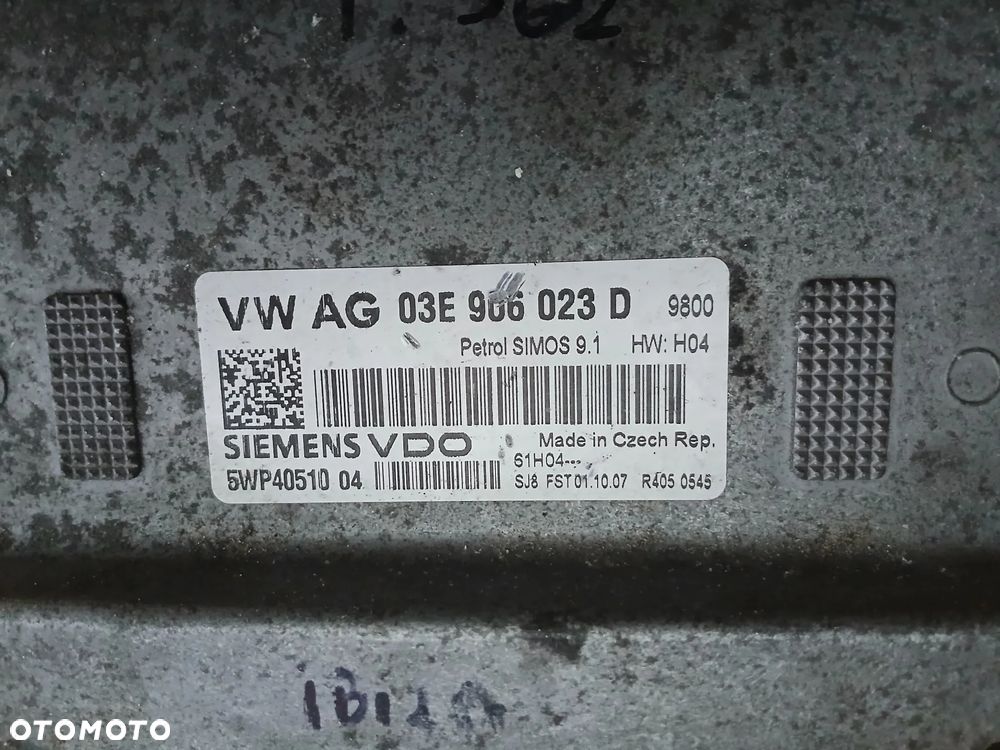 VW AG 03E 906 023 D 9800
Petrol SIMOS 9.1 HW: H04
SIEMENS VDO Made in Czech Rep.
61H04---
5WP40510 04 SJ8 FST 01.10.07 R405 0545
IBIZA
OTOMOTO